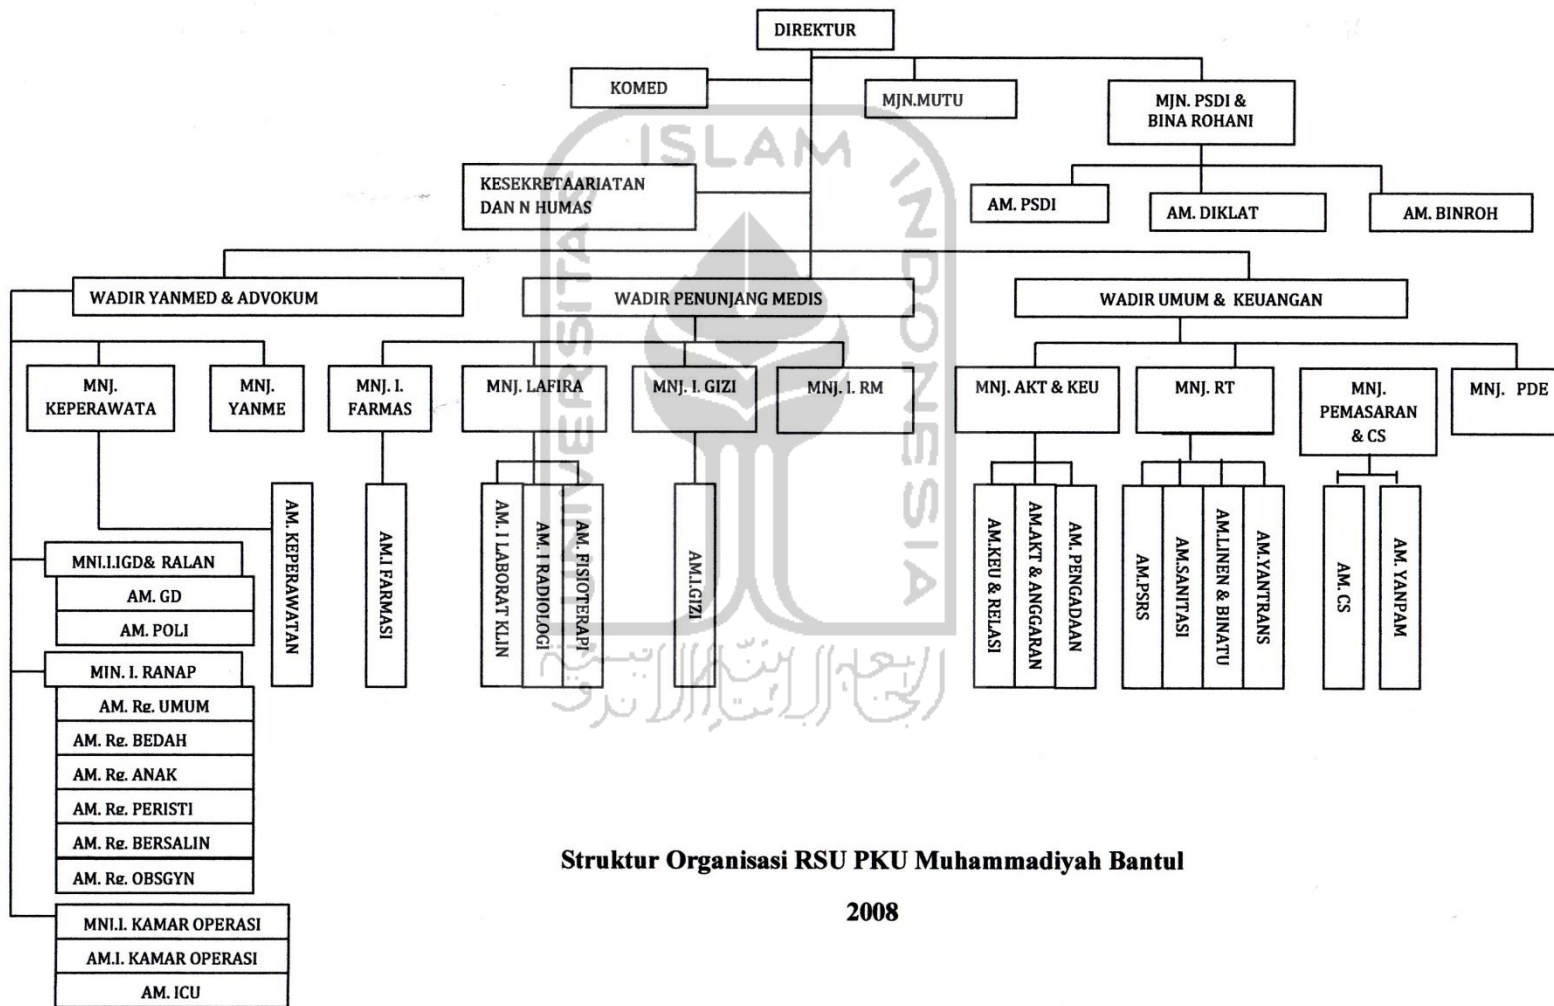 DIREKTUR
KOMED
MJN.MUTU
MJN. PSDI &
BINA ROHANI
KESEKRETAARIATAN
DAN N HUMAS
AM. PSDI
AM. DIKLAT
AM. BINROH
WADIR YANMED & ADVOKUM
WADIR PENUNJANG MEDIS
WADIR UMUM & KEUANGAN
MNJ.
KEPERAWATA
MNJ.
YANME
MNJ. I.
FARMAS
MNJ. LAFIRA
MNJ. I. GIZI
MNJ. I. RM
MNJ. AKT & KEU
MNJ. RT
MNJ.
PEMASARAN
& CS
MNJ. PDE
AM. KEPERAWATAN
AM.I FARMASI
AM. I LABORAT KLIN
AM. I RADIOLOGI
AM. FISIOTERAPI
AM.I.GIZI
AM.KEU & RELASI
AM.AKT & ANGGARAN
AM. PENGADAAN
AM.PSRS
AM.SANITASI
AM.LINEN & BINATU
AM.YANTRANS
AM. CS
AM. YANPAM
MNI.I.IGD& RALAN
AM. GD
AM. POLI
MIN. I. RANAP
AM. Rg. UMUM
AM. Rg. BEDAH
AM. Rg. ANAK
AM. Rg. PERISTI
AM. Rg. BERSALIN
AM. Rg. OBSGYN
MNI.I. KAMAR OPERASI
AM.I. KAMAR OPERASI
AM. ICU
Struktur Organisasi RSU PKU Muhammadiyah Bantul
2008
UNIVERSITAS ISLAM INDONESIA